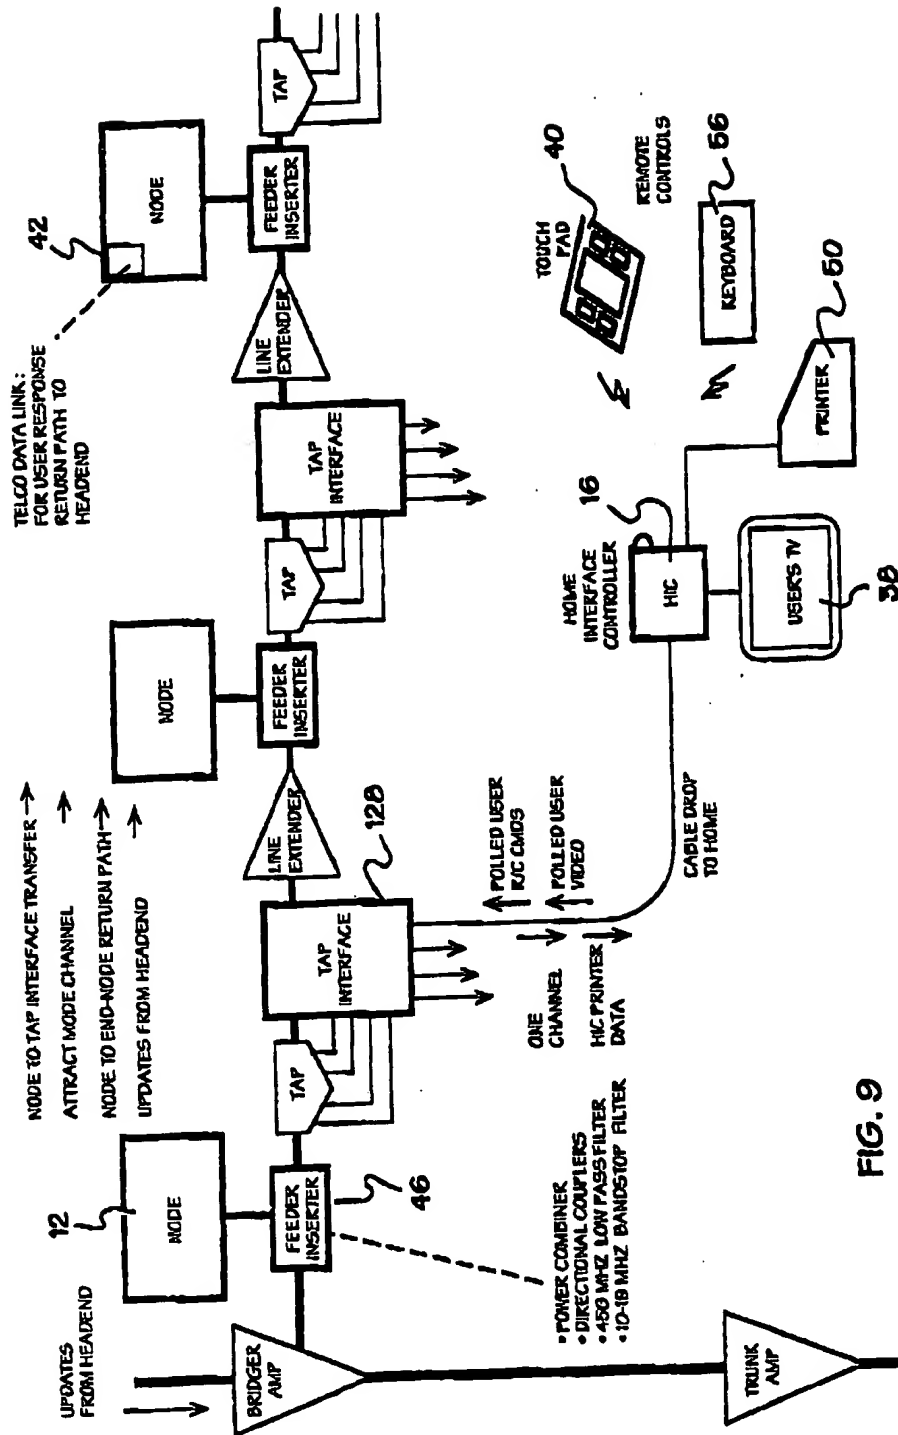 UPDATES
FROM HEADEND
BRIDGER
AMP
TRUNK
AMP
12
NODE
FEEDER
INSERTER
46
• POWER COMBINER
• DIRECTIONAL COUPLERS
• 450 MHZ LOW PASS FILTER
• 10-18 MHZ BANDSTOP FILTER
NODE TO TAP INTERFACE TRANSFER →
ATTRACT MODE CHANNEL →
NODE TO END-NODE RETURN PATH →
UPDATES FROM HEADEND →
TAP
TAP
INTERFACE
128
LINE
EXTENDER
ONE
CHANNEL
HIC PRINTER
DATA
POLLED USER
R/C CMDS
POLLED USER
VIDEO
CABLE DROP
TO HOME
NODE
FEEDER
INSERTER
TAP
TAP
INTERFACE
LINE
EXTENDER
HOME
INTERFACE
CONTROLLER
HIC
16
USER'S TV
38
PRINTER
50
TELCO DATA LINK:
FOR USER RESPONSE
RETURN PATH TO
HEADEND
42
NODE
FEEDER
INSERTER
TAP
TOUCH
PAD
40
REMOTE
CONTROLS
KEYBOARD
56
FIG. 9